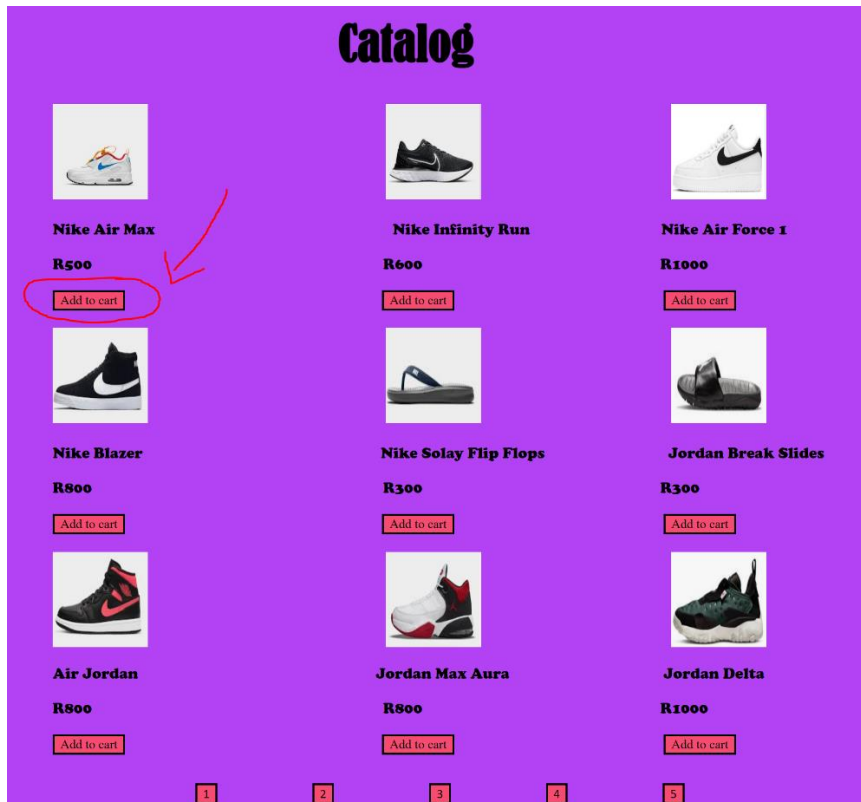 Catalog
Nike Air Max
Nike Infinity Run
Nike Air Force 1
R500
R600
R1000
Add to cart
Add to cart
Add to cart
Nike Blazer
Nike Solay Flip Flops
Jordan Break Slides
R800
R300
R300
Add to cart
Add to cart
Add to cart
Air Jordan
Jordan Max Aura
Jordan Delta
R800
R800
R1000
Add to cart
Add to cart
Add to cart
1
2
3
4
5